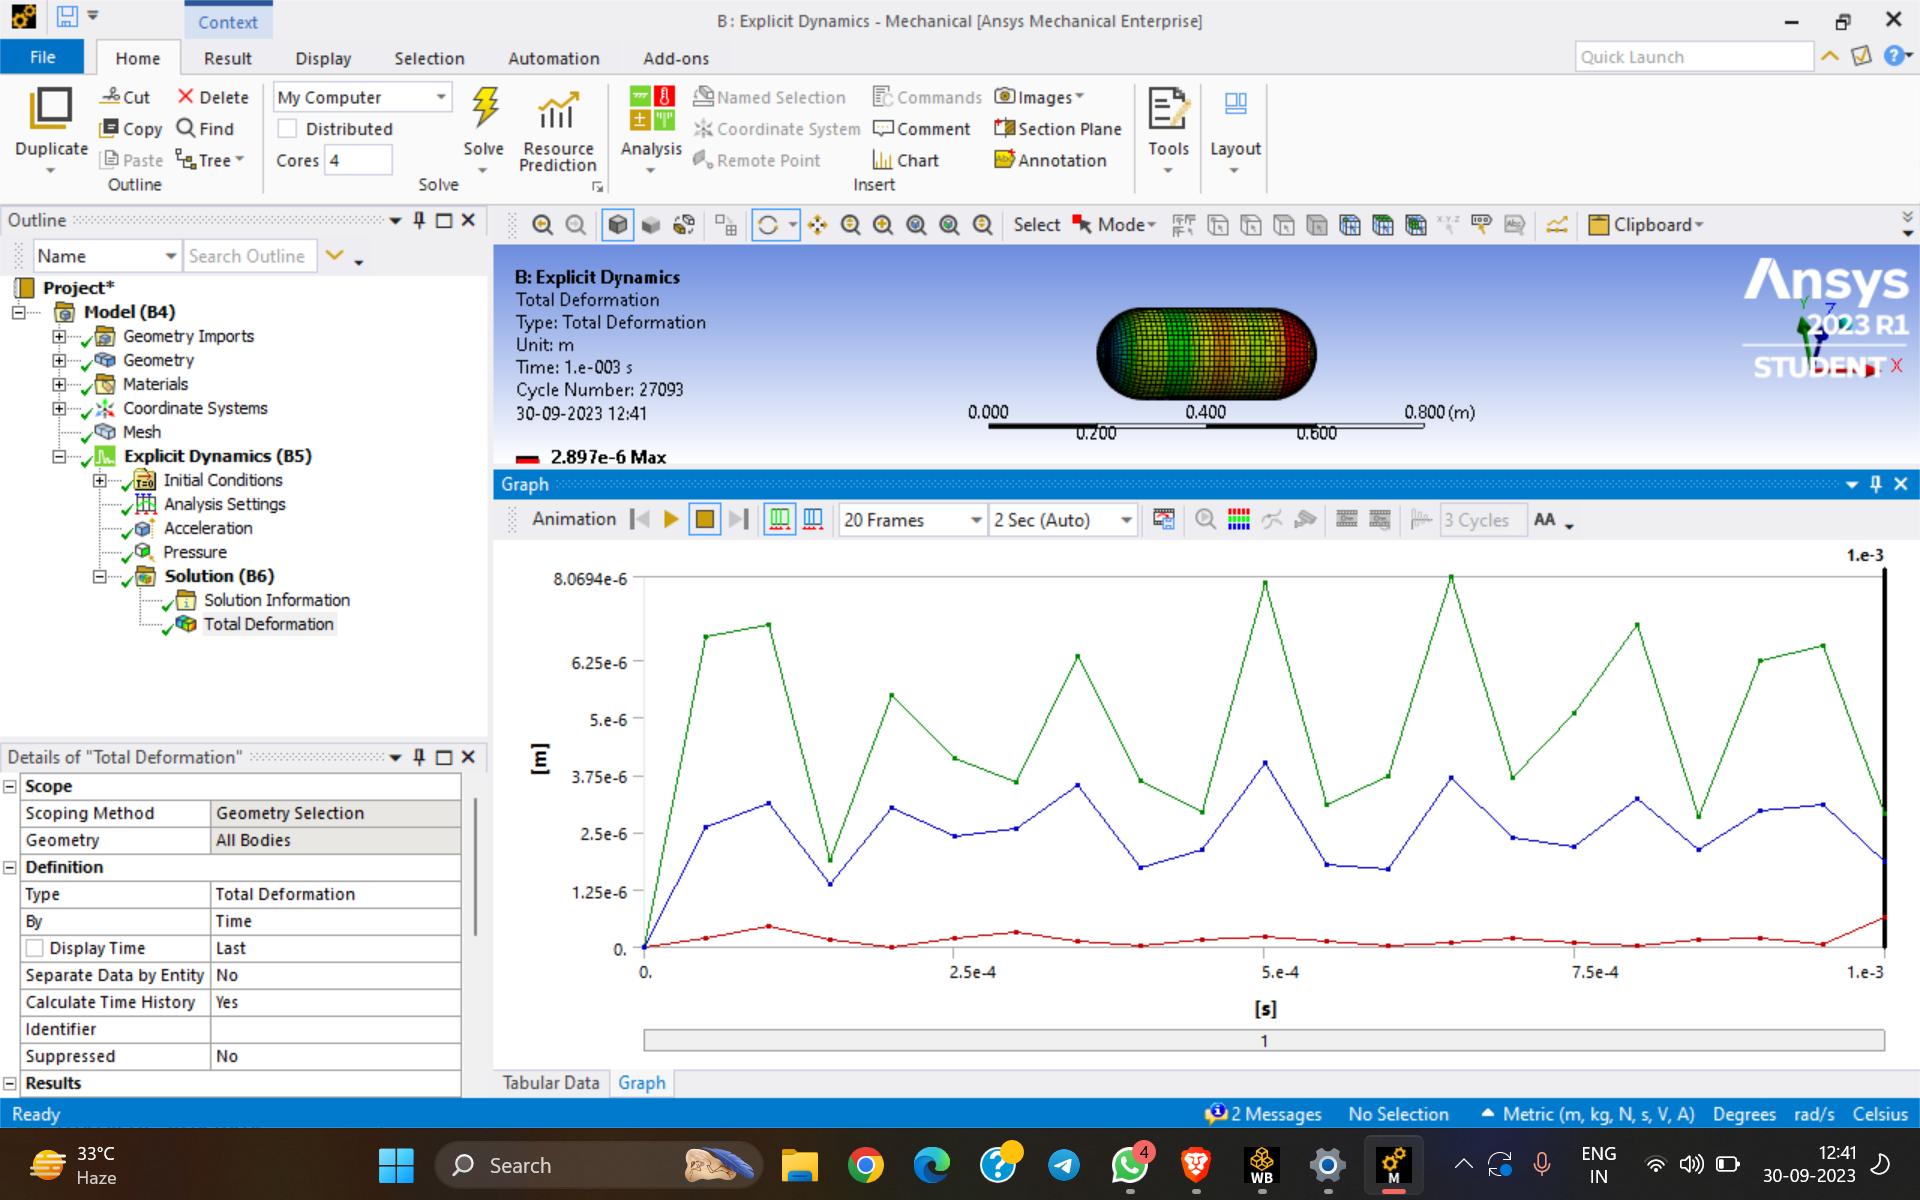 Context
B : Explicit Dynamics - Mechanical [Ansys Mechanical Enterprise]
File Home Result Display Selection Automation Add-ons
Quick Launch
Duplicate
Cut
Copy
Paste
Delete
Find
Tree
Outline
My Computer
Distributed
Cores 4
Solve
Resource
Prediction
Solve
Analysis
Named Selection
Coordinate System
Remote Point
Commands
Comment
Chart
Images
Section Plane
Annotation
Insert
Tools
Layout
Outline
Name
Search Outline
Project*
Model (B4)
Geometry Imports
Geometry
Materials
Coordinate Systems
Mesh
Explicit Dynamics (B5)
Initial Conditions
Analysis Settings
Acceleration
Pressure
Solution (B6)
Solution Information
Total Deformation
Select Mode Clipboard
B: Explicit Dynamics
Total Deformation
Type: Total Deformation
Unit: m
Time: 1.e-003 s
Cycle Number: 27093
30-09-2023 12:41
2.897e-6 Max
0.000 0.400 0.800 (m)
0.200 0.600
Ansys
2023 R1
STUDENT
Y
Z
X
Graph
Animation 20 Frames 2 Sec (Auto) 3 Cycles AA
1.e-3
8.0694e-6
6.25e-6
5.e-6
3.75e-6
2.5e-6
1.25e-6
0.
[m]
0. 2.5e-4 5.e-4 7.5e-4 1.e-3
[s]
1
Tabular Data Graph
Details of "Total Deformation"
Scope
Scoping Method Geometry Selection
Geometry All Bodies
Definition
Type Total Deformation
By Time
Display Time Last
Separate Data by Entity No
Calculate Time History Yes
Identifier
Suppressed No
Results
Ready
2 Messages No Selection Metric (m, kg, N, s, V, A) Degrees rad/s Celsius
33°C
Haze
Search
4
WB
M
ENG
IN
12:41
30-09-2023